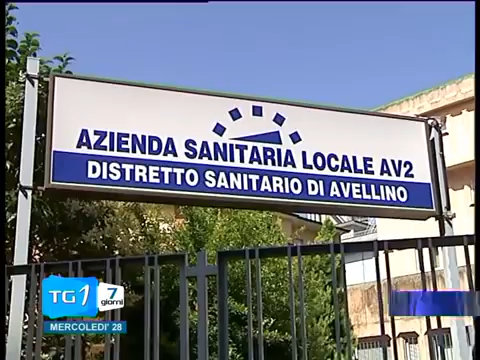 AZIENDA SANITARIA LOCALE AV2
DISTRETTO SANITARIO DI AVELLINO
TG1 7 giorni
MERCOLEDI' 28